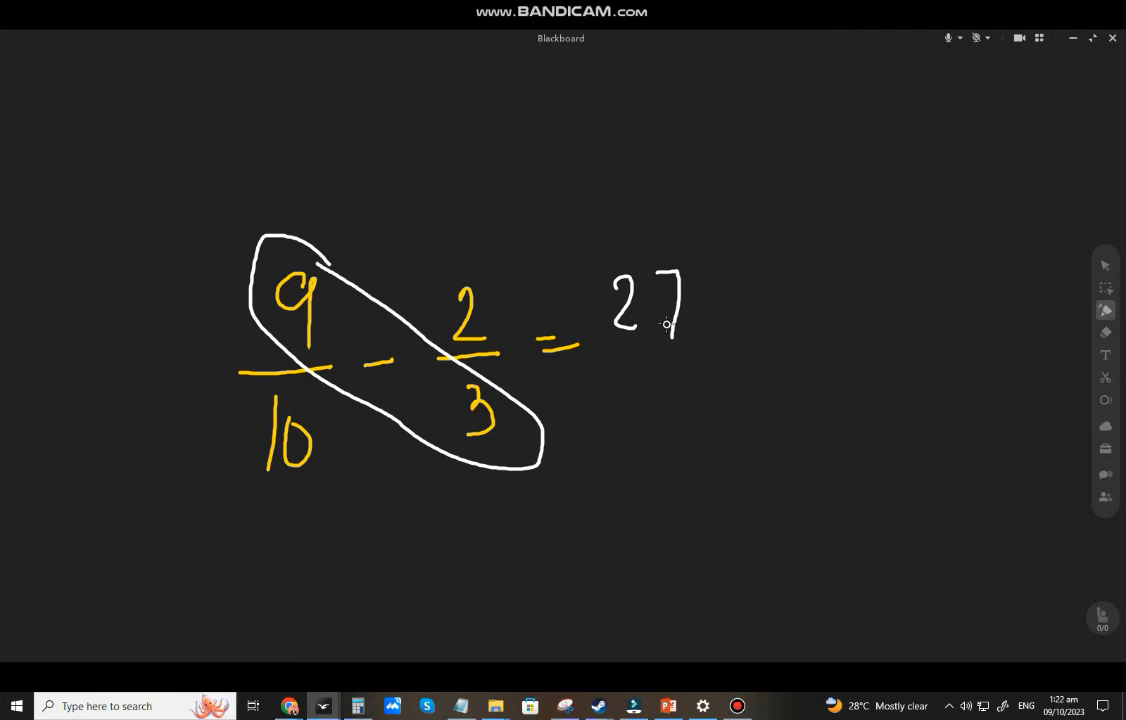 WWW.BANDICAM.COM
Blackboard
9/10 - 2/3 = 27
0/0
Type here to search
28°C Mostly clear
ENG
1:22 am
09/10/2023